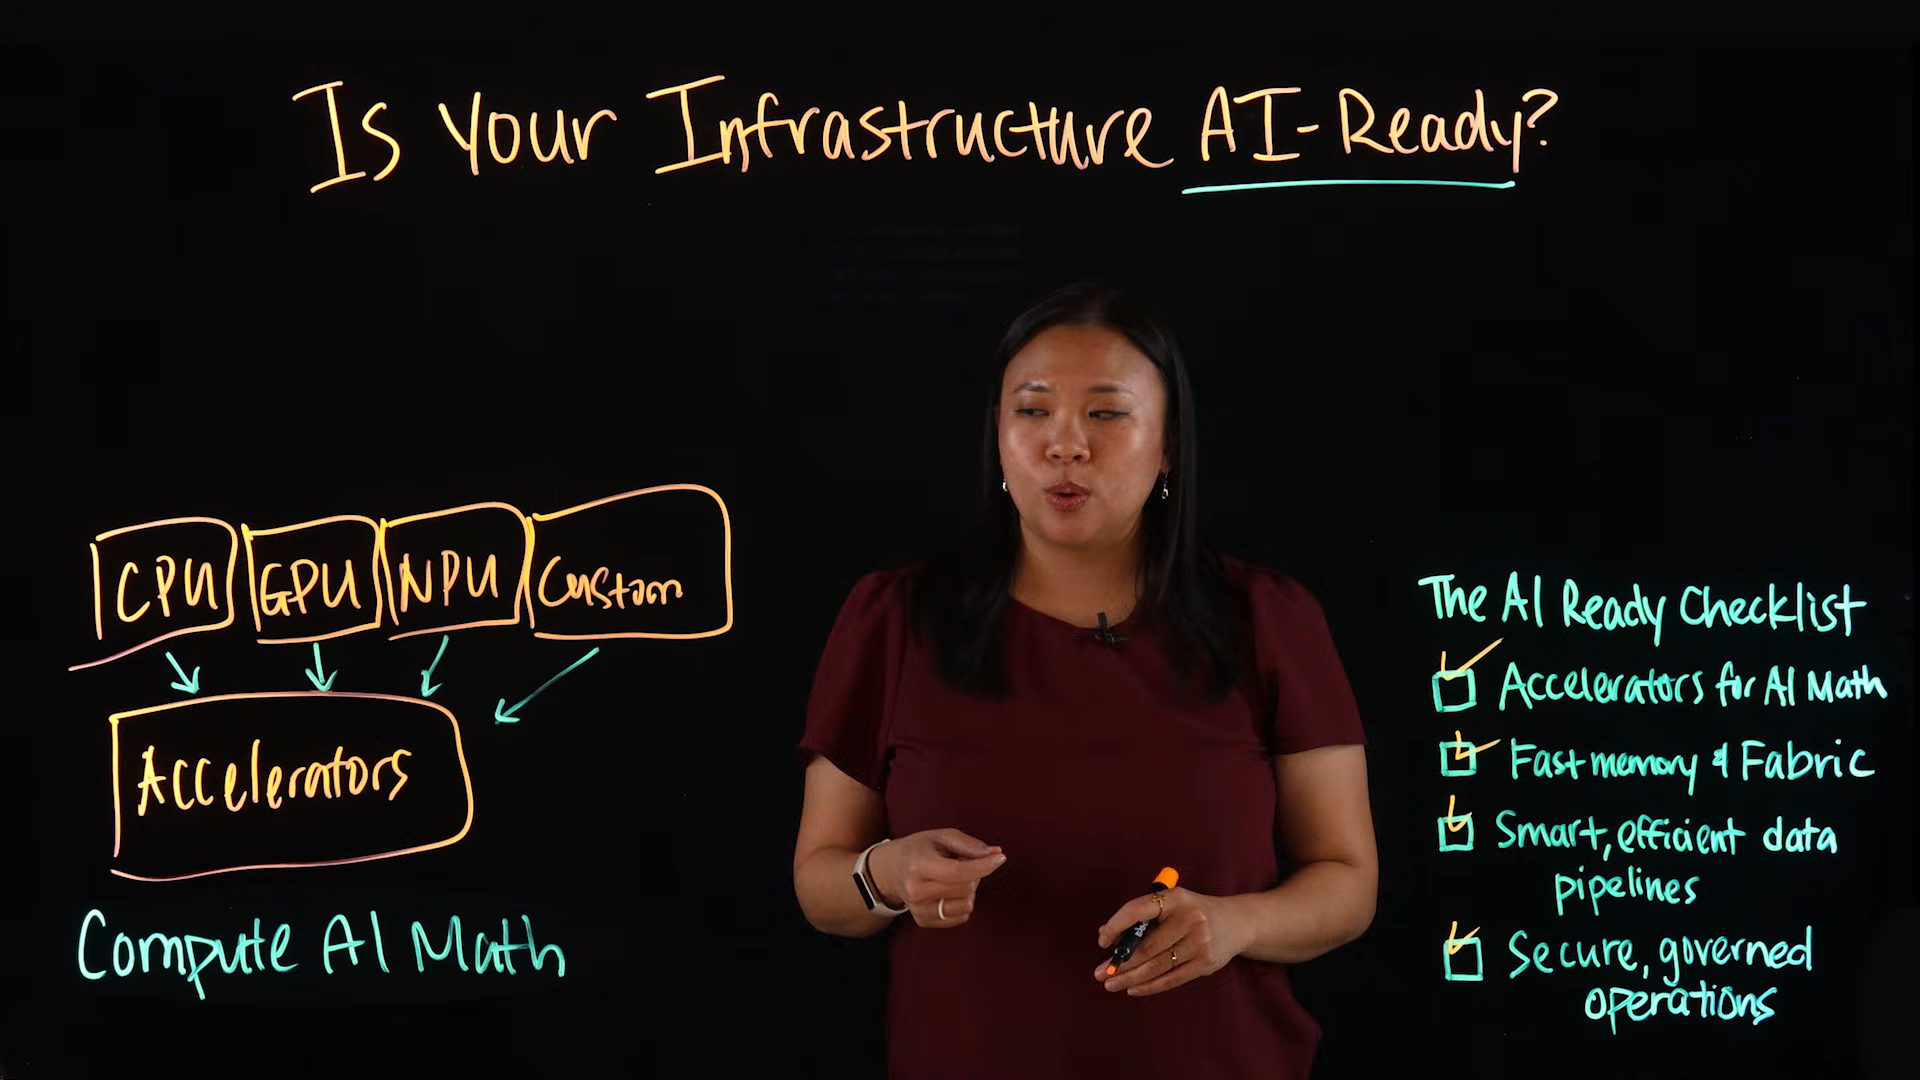 Is Your Infrastructure AI-Ready?
CPU
GPU
NPU
Custom
Accelerators
Compute AI Math
The AI Ready Checklist
Accelerators for AI Math
Fast memory & Fabric
Smart, efficient data
pipelines
Secure, governed
operations